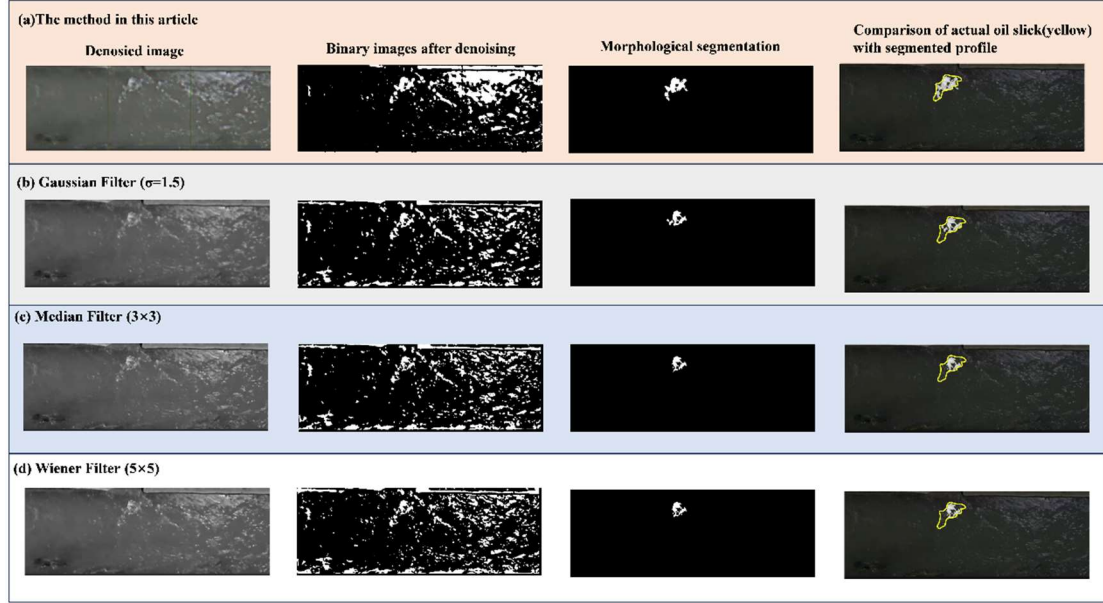 (a)The method in this article
Denosied image
Binary images after denoising
Morphological segmentation
Comparison of actual oil slick(yellow)
with segmented profile
(b) Gaussian Filter (σ=1.5)
(c) Median Filter (3×3)
(d) Wiener Filter (5×5)